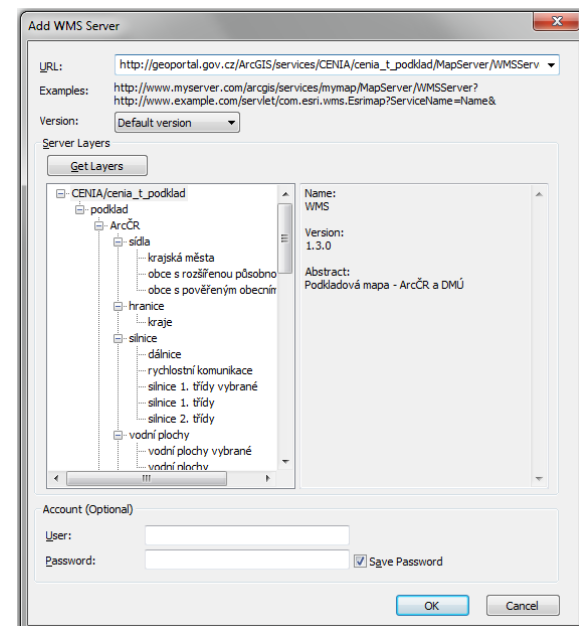 Add WMS Server
URL: http://geoportal.gov.cz/ArcGIS/services/CENIA/cenia_t_podklad/MapServer/WMSServ
Examples: http://www.myserver.com/arcgis/services/mymap/MapServer/WMSServer?
http://www.example.com/servlet/com.esri.wms.Esrimap?ServiceName=Name&
Version: Default version
Server Layers
Get Layers
CENIA/cenia_t_podklad
podklad
ArcČR
sídla
krajská města
obce s rozšířenou působno
obce s pověřeným obecním
hranice
kraje
silnice
dálnice
rychlostní komunikace
silnice 1. třídy vybrané
silnice 1. třídy
silnice 2. třídy
vodní plochy
vodní plochy vybrané
vodní plochy
Name:
WMS
Version:
1.3.0
Abstract:
Podkladová mapa - ArcČR a DMÚ
Account (Optional)
User:
Password:
Save Password
OK
Cancel